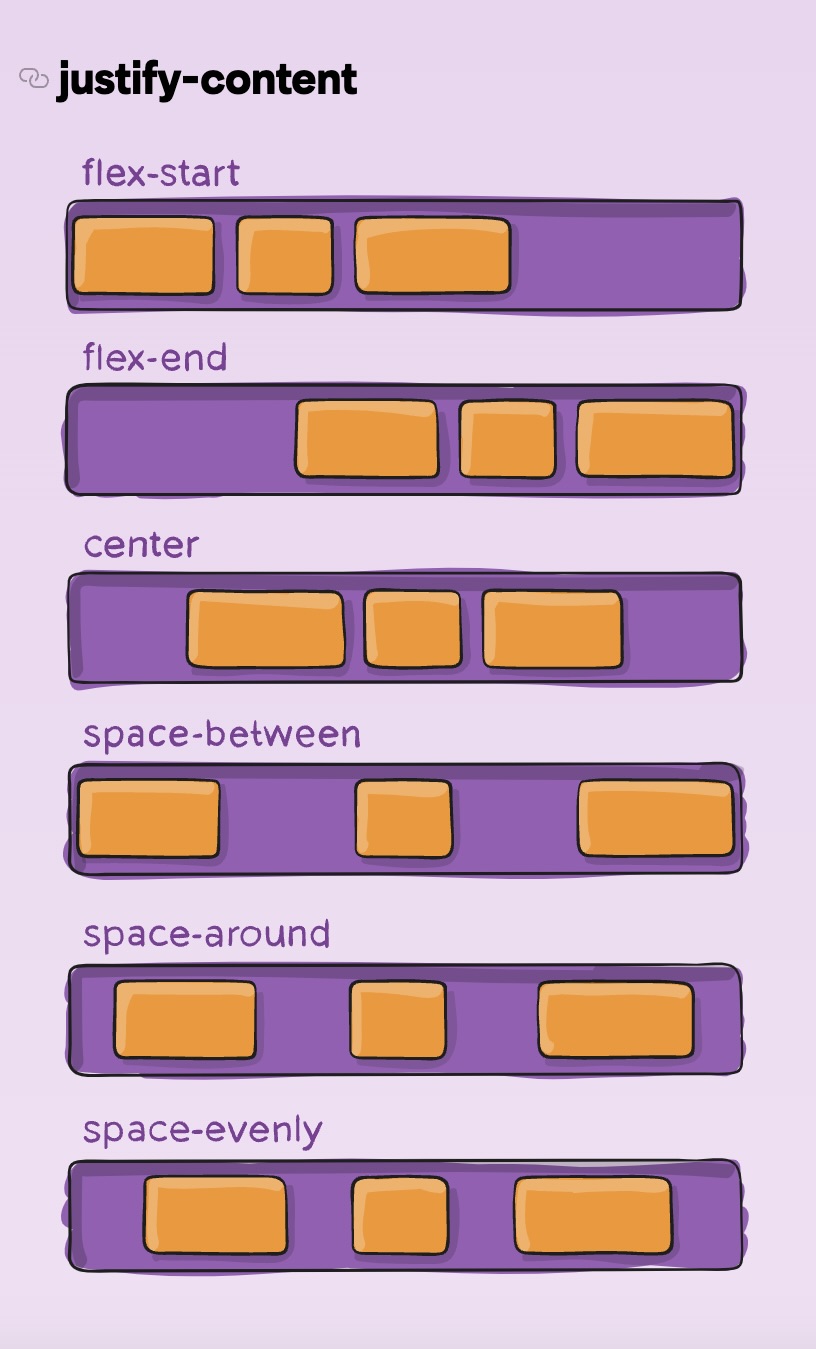 justify-content
flex-start
flex-end
center
space-between
space-around
space-evenly